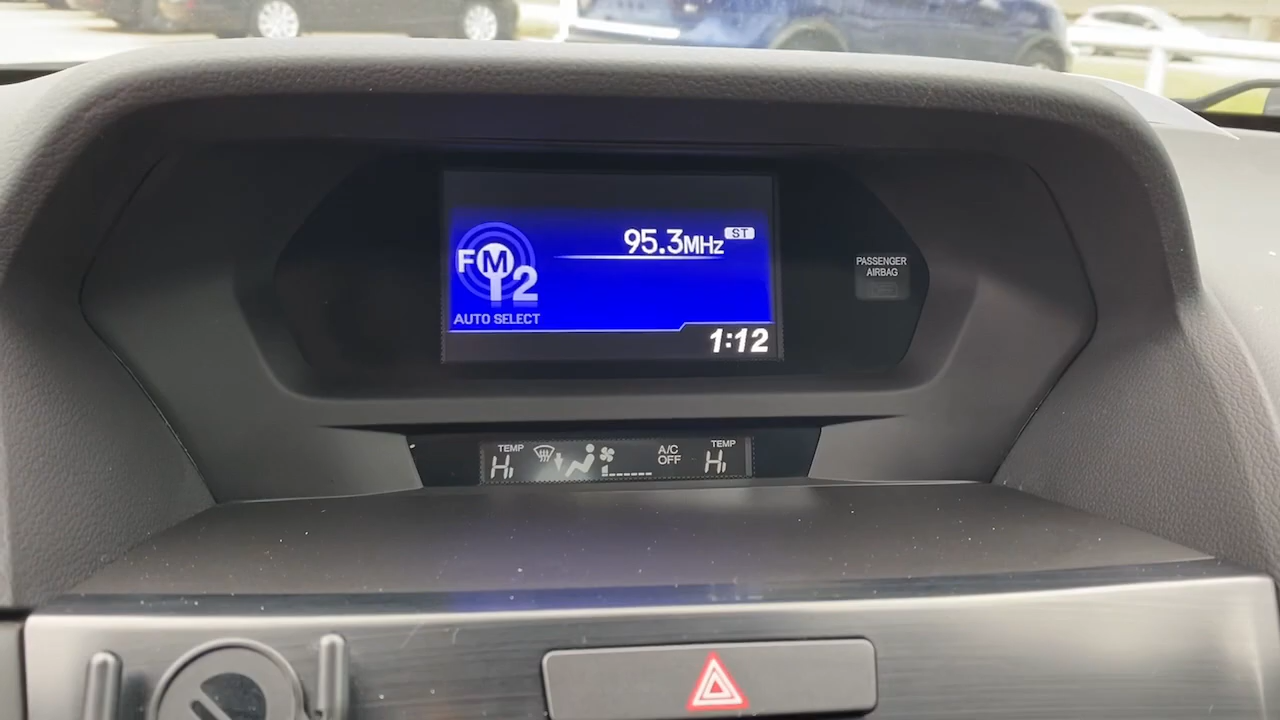 95.3MHz ST
FM2
AUTO SELECT
1:12
PASSENGER
AIRBAG
TEMP
Hi
A/C
OFF
TEMP
Hi